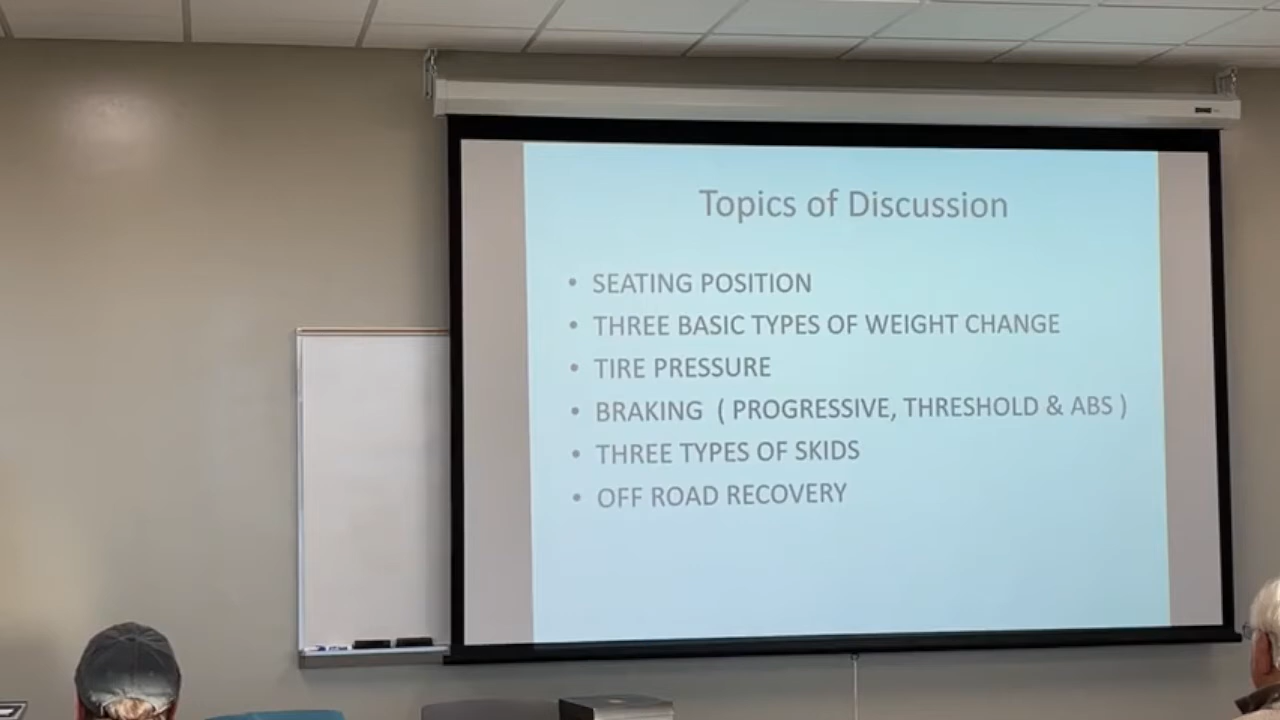 Topics of Discussion
• SEATING POSITION
• THREE BASIC TYPES OF WEIGHT CHANGE
• TIRE PRESSURE
• BRAKING ( PROGRESSIVE, THRESHOLD & ABS )
• THREE TYPES OF SKIDS
• OFF ROAD RECOVERY